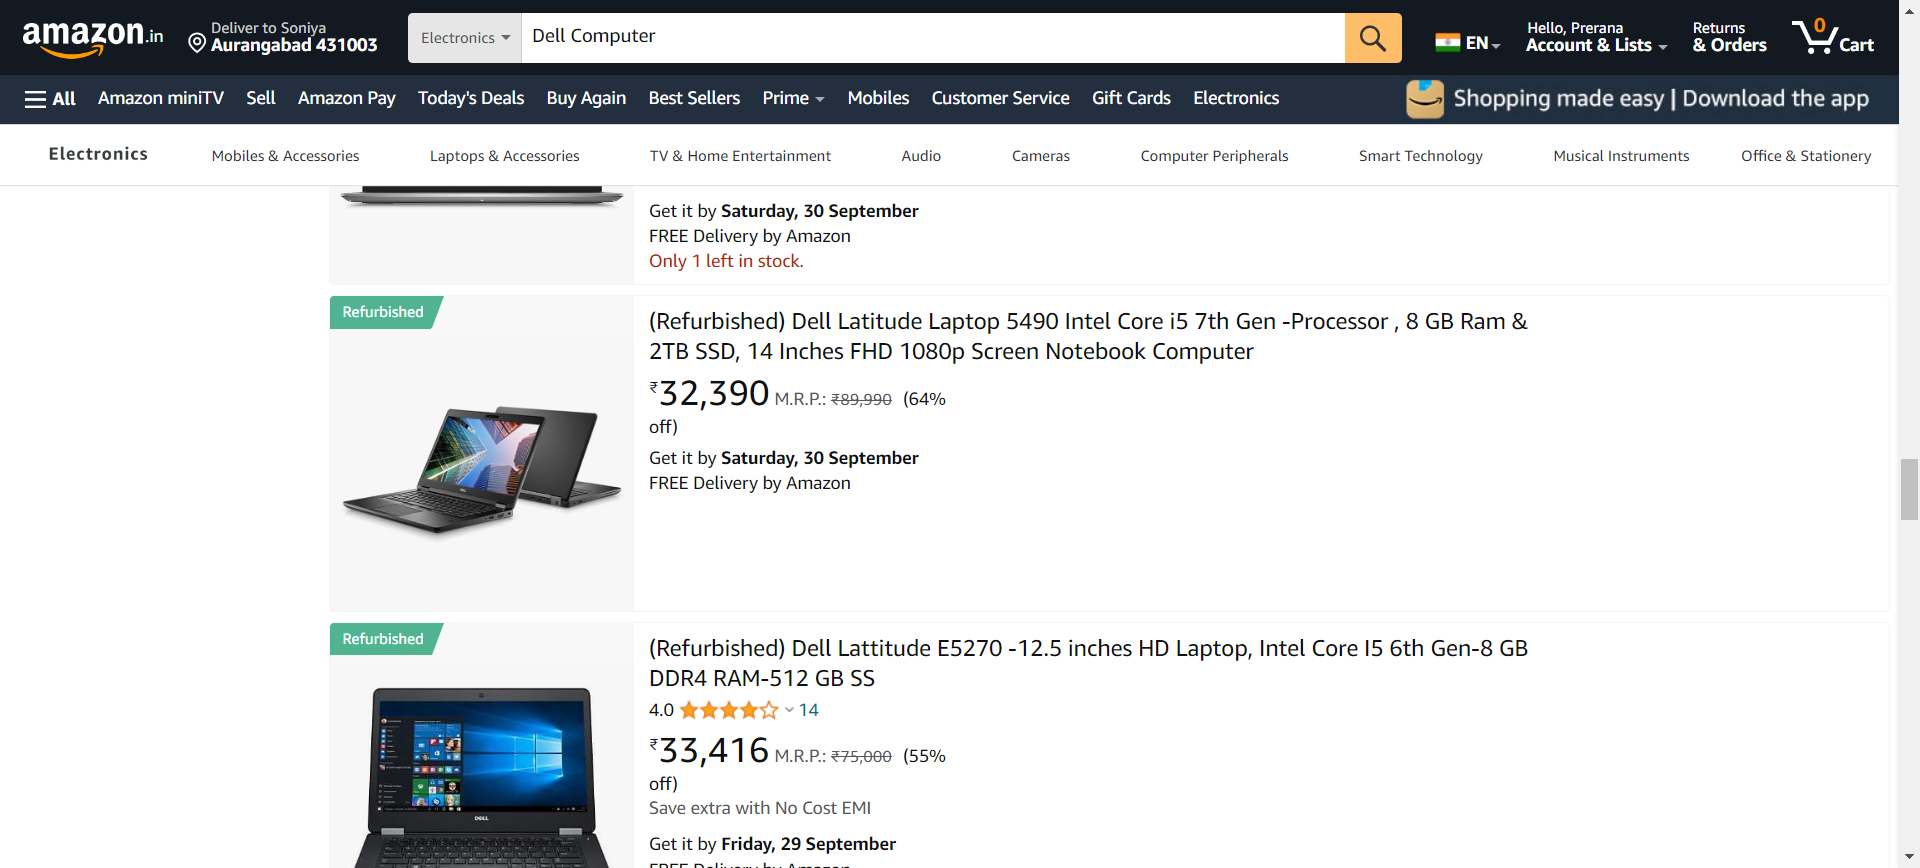 amazon.in
Deliver to Soniya
Aurangabad 431003
Electronics
Dell Computer
EN
Hello, Prerana
Account & Lists
Returns
& Orders
0
Cart
All
Amazon miniTV
Sell
Amazon Pay
Today's Deals
Buy Again
Best Sellers
Prime
Mobiles
Customer Service
Gift Cards
Electronics
Shopping made easy | Download the app
Electronics
Mobiles & Accessories
Laptops & Accessories
TV & Home Entertainment
Audio
Cameras
Computer Peripherals
Smart Technology
Musical Instruments
Office & Stationery
Get it by Saturday, 30 September
FREE Delivery by Amazon
Only 1 left in stock.
Refurbished
(Refurbished) Dell Latitude Laptop 5490 Intel Core i5 7th Gen -Processor , 8 GB Ram &
2TB SSD, 14 Inches FHD 1080p Screen Notebook Computer
₹32,390 M.R.P.: ₹89,990 (64%
off)
Get it by Saturday, 30 September
FREE Delivery by Amazon
Refurbished
(Refurbished) Dell Lattitude E5270 -12.5 inches HD Laptop, Intel Core I5 6th Gen-8 GB
DDR4 RAM-512 GB SS
4.0 14
₹33,416 M.R.P.: ₹75,000 (55%
off)
Save extra with No Cost EMI
Get it by Friday, 29 September
FREE Delivery by Amazon
DELL